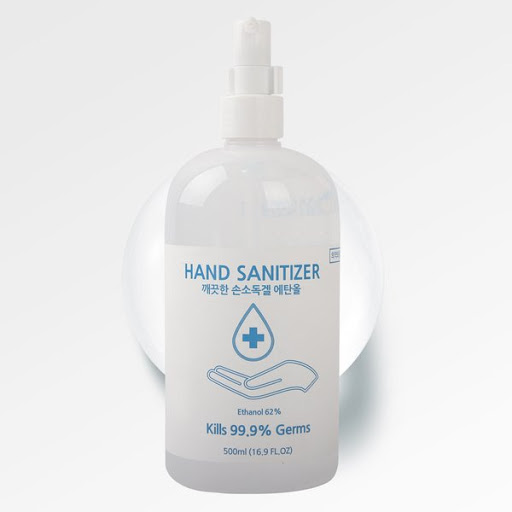 HAND SANITIZER
깨끗한 손소독겔 에탄올
Ethanol 62%
Kills 99.9% Germs
500ml (16.9 FL.OZ)